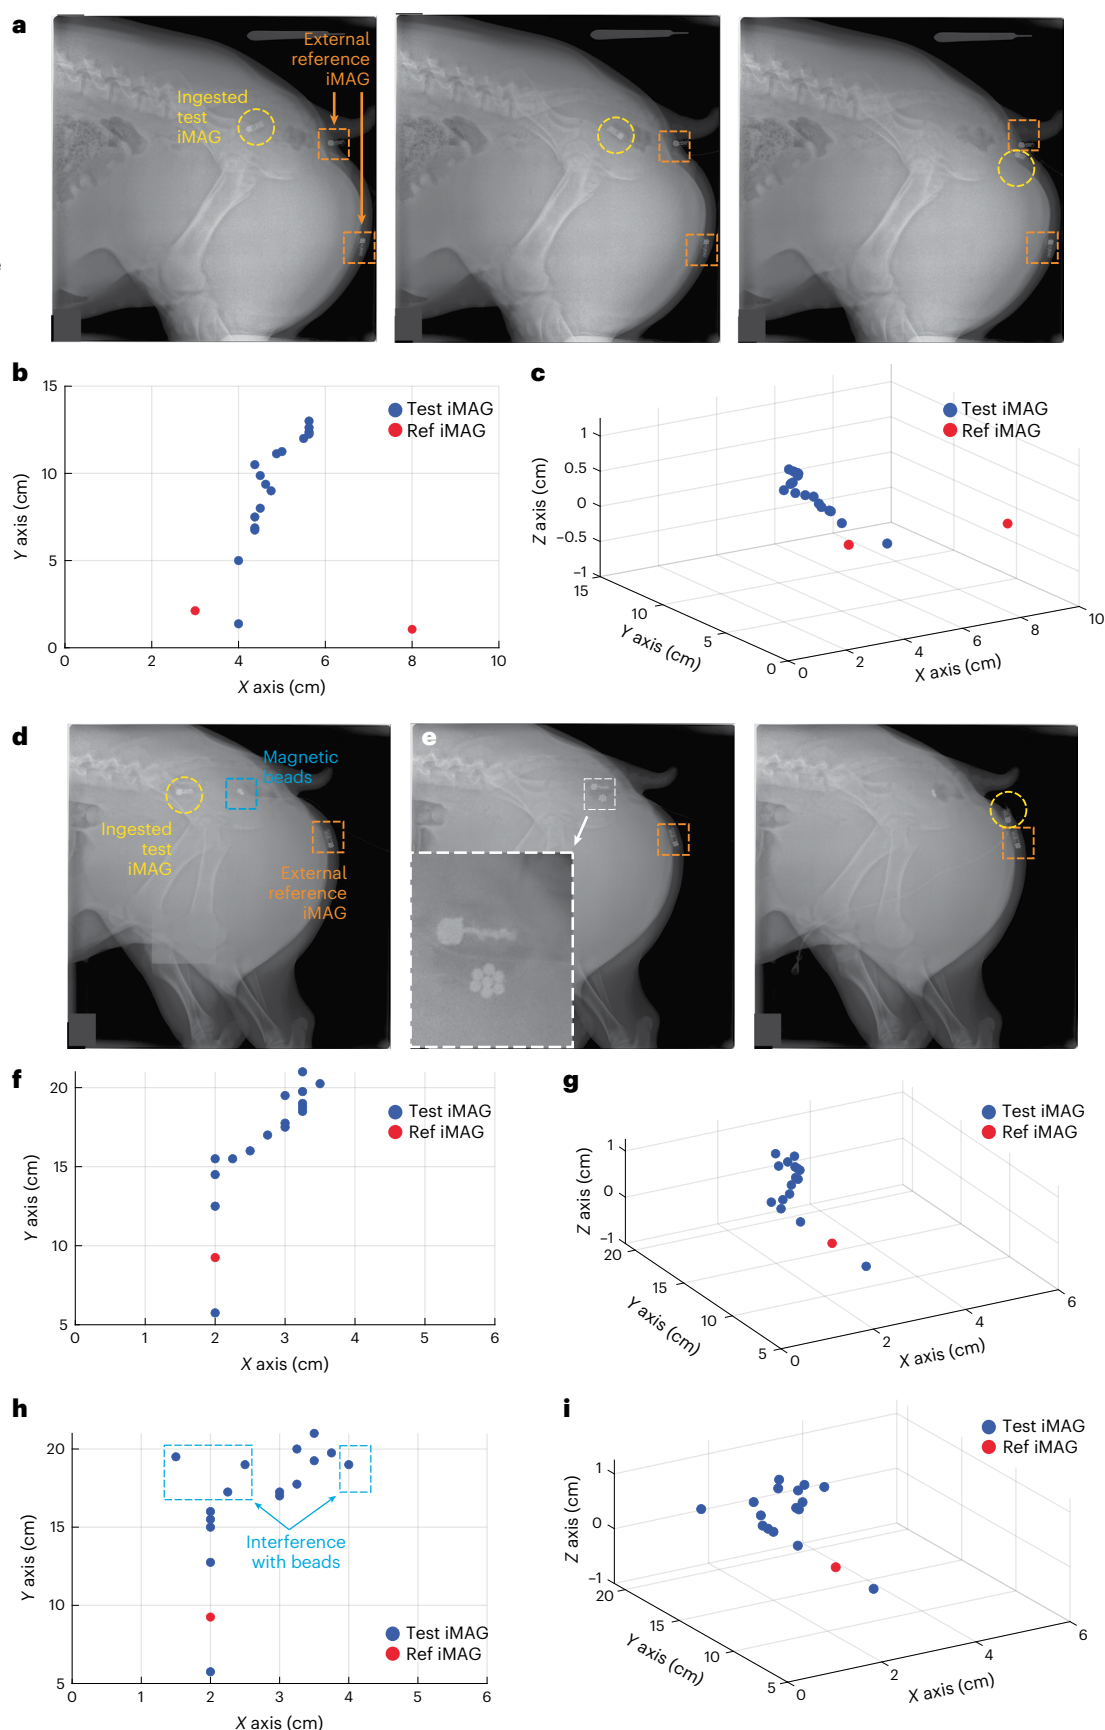 a
External
reference
iMAG
Ingested
test
iMAG
b
15
10
5
0
Y axis (cm)
0 2 4 6 8 10
X axis (cm)
Test iMAG
Ref iMAG
c
1
0.5
0
–0.5
–1
Z axis (cm)
15
10
5
0
Y axis (cm)
0
2
4
6
8
10
X axis (cm)
Test iMAG
Ref iMAG
d
Magnetic
beads
Ingested
test
iMAG
External
reference
iMAG
e
f
20
15
10
5
Y axis (cm)
0 1 2 3 4 5 6
X axis (cm)
Test iMAG
Ref iMAG
g
1
0
–1
Z axis (cm)
20
15
10
5
Y axis (cm)
0
2
4
6
X axis (cm)
Test iMAG
Ref iMAG
h
20
15
10
5
Y axis (cm)
Interference
with beads
0 1 2 3 4 5 6
X axis (cm)
Test iMAG
Ref iMAG
i
1
0
–1
Z axis (cm)
20
15
10
5
Y axis (cm)
0
2
4
6
X axis (cm)
Test iMAG
Ref iMAG